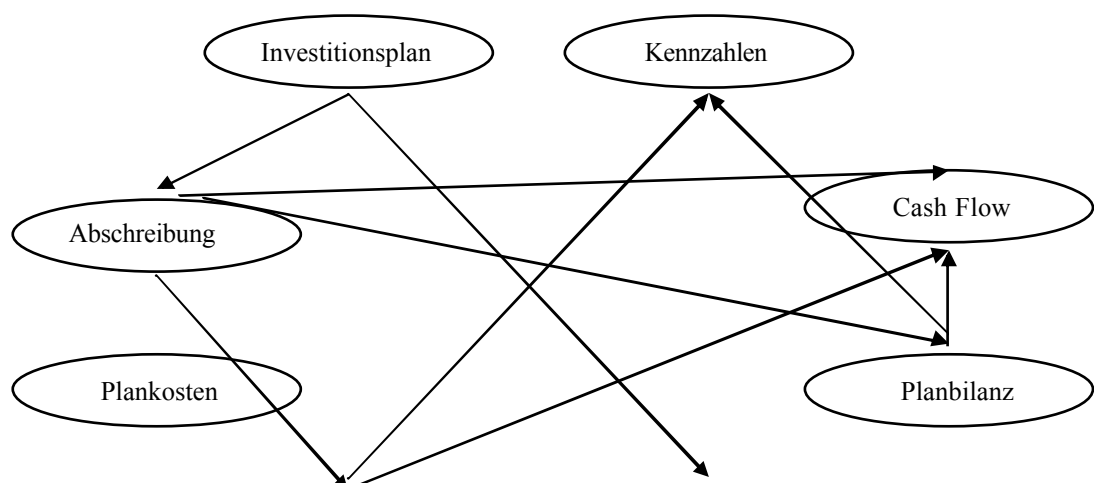 Investitionsplan
Kennzahlen
Abschreibung
Cash Flow
Plankosten
Planbilanz